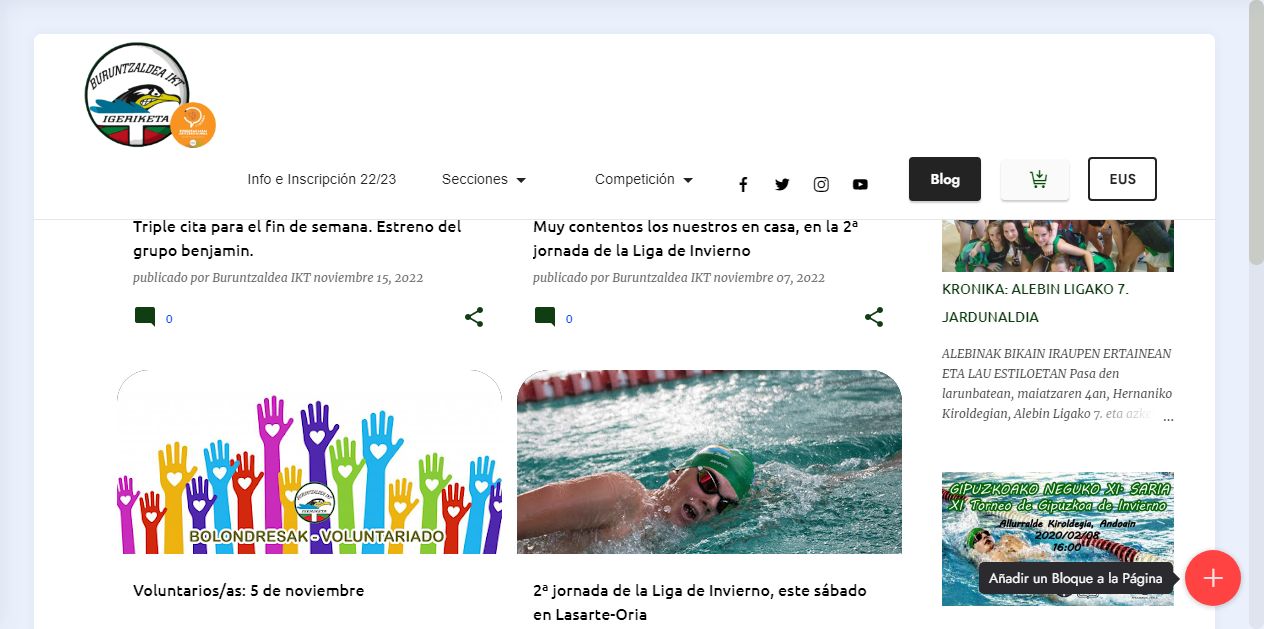 BURUNTZALDEA IKT
IGERIKETA
Info e Inscripción 22/23
Secciones
Competición
Blog
EUS
Triple cita para el fin de semana. Estreno del
grupo benjamin.
publicado por Buruntzaldea IKT noviembre 15, 2022
0
Muy contentos los nuestros en casa, en la 2ª
jornada de la Liga de Invierno
publicado por Buruntzaldea IKT noviembre 07, 2022
0
BOLONDRESAK - VOLUNTARIADO
Voluntarios/as: 5 de noviembre
2ª jornada de la Liga de Invierno, este sábado
en Lasarte-Oria
KRONIKA: ALEBIN LIGAKO 7.
JARDUNALDIA
ALEBINAK BIKAIN IRAUPEN ERTAINEAN
ETA LAU ESTILOETAN Pasa den
larunbatean, maiatzaren 4an, Hernaniko
Kiroldegian, Alebin Ligako 7. eta azke
...
GIPUZKOAKO NEGUKO XI. SARIA
XI Torneo de Gipuzkoa de Invierno
Allurralde Kiroldegia, Andoain
2020/02/08
16:00
Añadir un Bloque a la Página